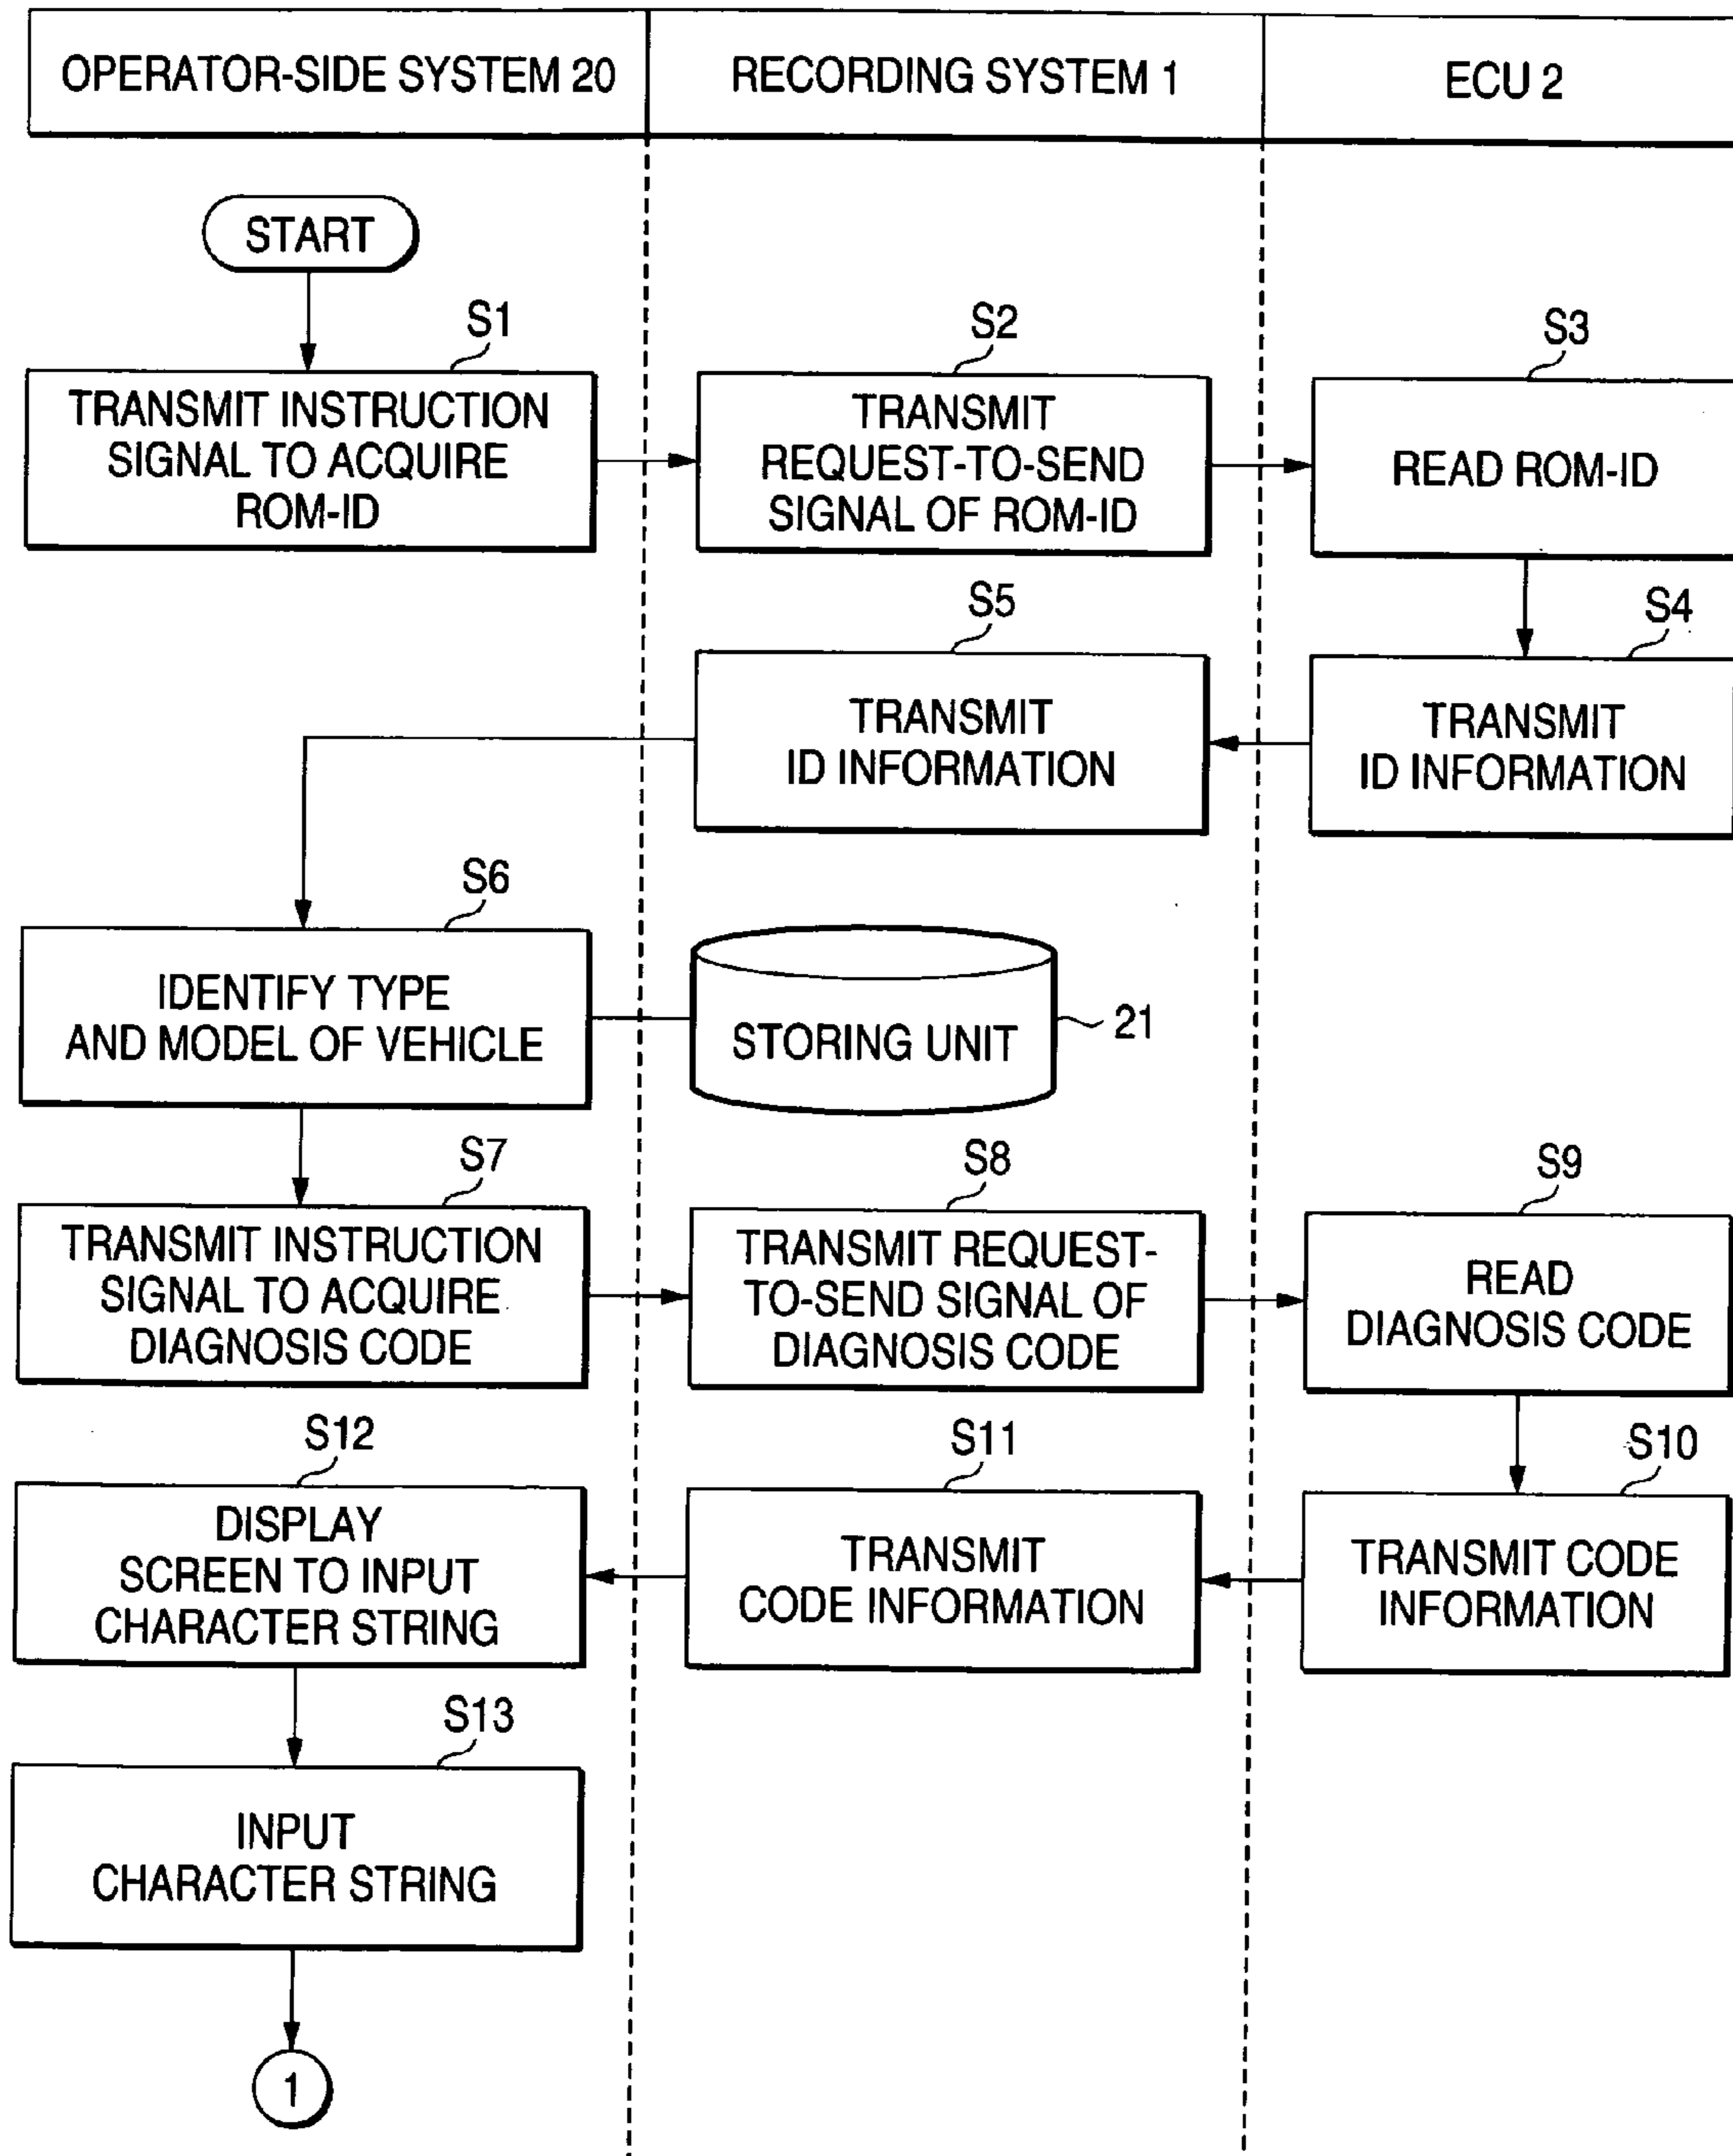 OPERATOR-SIDE SYSTEM 20
RECORDING SYSTEM 1
ECU 2
START
S1
TRANSMIT INSTRUCTION
SIGNAL TO ACQUIRE
ROM-ID
S2
TRANSMIT
REQUEST-TO-SEND
SIGNAL OF ROM-ID
S3
READ ROM-ID
S4
TRANSMIT
ID INFORMATION
S5
TRANSMIT
ID INFORMATION
S6
IDENTIFY TYPE
AND MODEL OF VEHICLE
STORING UNIT
21
S7
TRANSMIT INSTRUCTION
SIGNAL TO ACQUIRE
DIAGNOSIS CODE
S8
TRANSMIT REQUEST-
TO-SEND SIGNAL OF
DIAGNOSIS CODE
S9
READ
DIAGNOSIS CODE
S10
TRANSMIT CODE
INFORMATION
S11
TRANSMIT
CODE INFORMATION
S12
DISPLAY
SCREEN TO INPUT
CHARACTER STRING
S13
INPUT
CHARACTER STRING
1